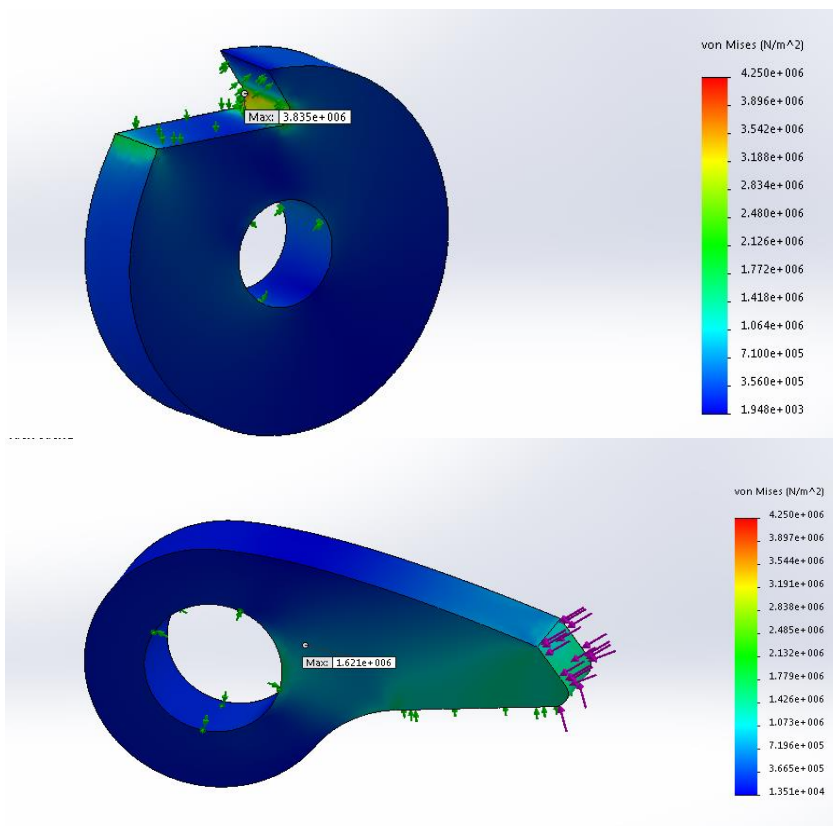 von Mises (N/m^2)
4.250e+006
3.896e+006
3.542e+006
3.188e+006
2.834e+006
2.480e+006
2.126e+006
1.772e+006
1.418e+006
1.064e+006
7.100e+005
3.560e+005
1.948e+003
Max: 3.835e+006
von Mises (N/m^2)
4.250e+006
3.897e+006
3.544e+006
3.191e+006
2.838e+006
2.485e+006
2.132e+006
1.779e+006
1.426e+006
1.073e+006
7.196e+005
3.665e+005
1.351e+004
Max: 1.621e+006